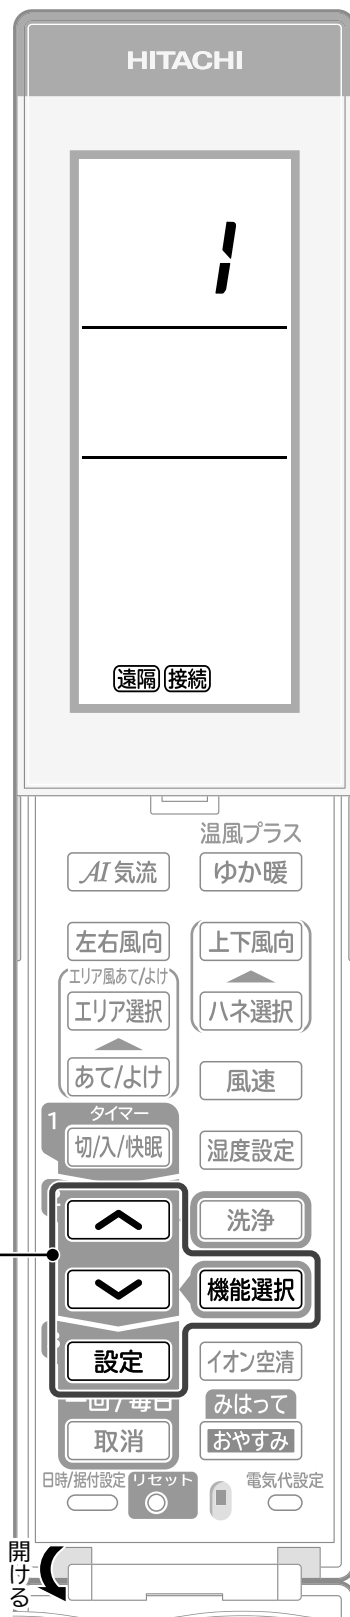 HITACHI
1
遠隔 接続
温風プラス
AI 気流 ゆか暖
左右風向 上下風向
エリア風あて/よけ
エリア選択 ハネ選択
あて/よけ 風速
1 タイマー
切/入/快眠 湿度設定
洗浄
機能選択
設定 イオン空清
一回/毎日 みはって
取消 おやすみ
日時/据付設定 リセット 電気代設定
開ける